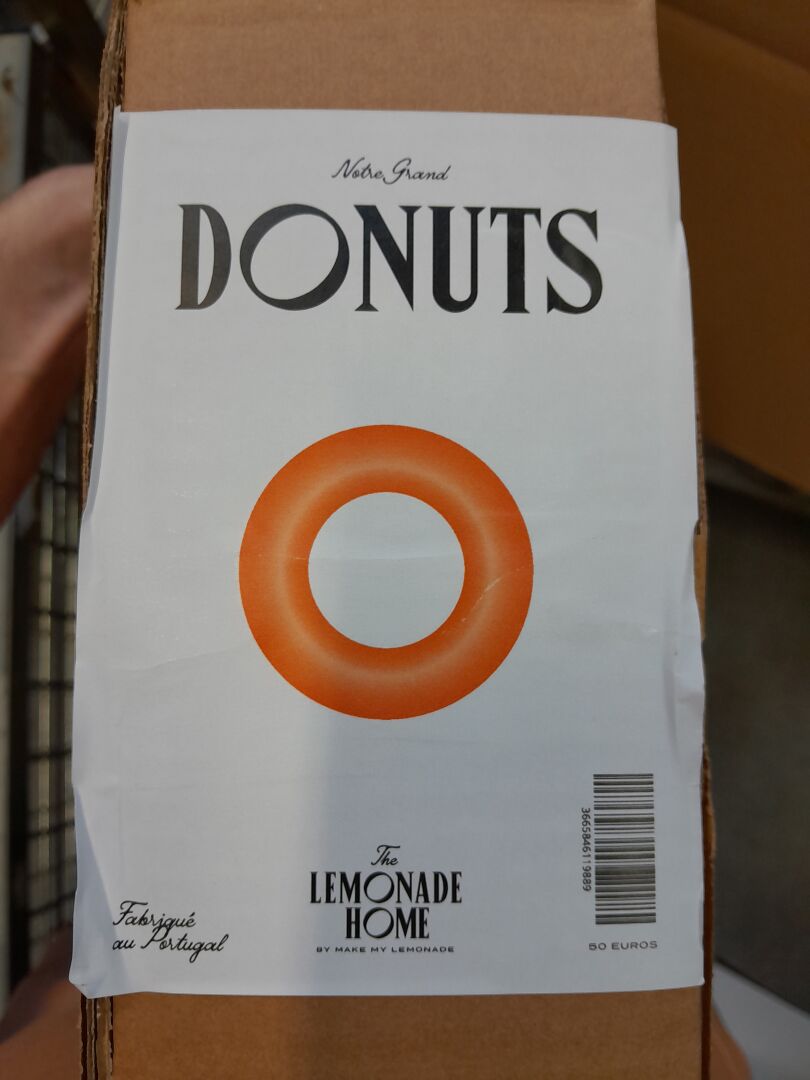 Notre Grand
DONUTS
3665846119889
The
LEMONADE
HOME
BY MAKE MY LEMONADE
Fabriqué
au Portugal
50 EUROS